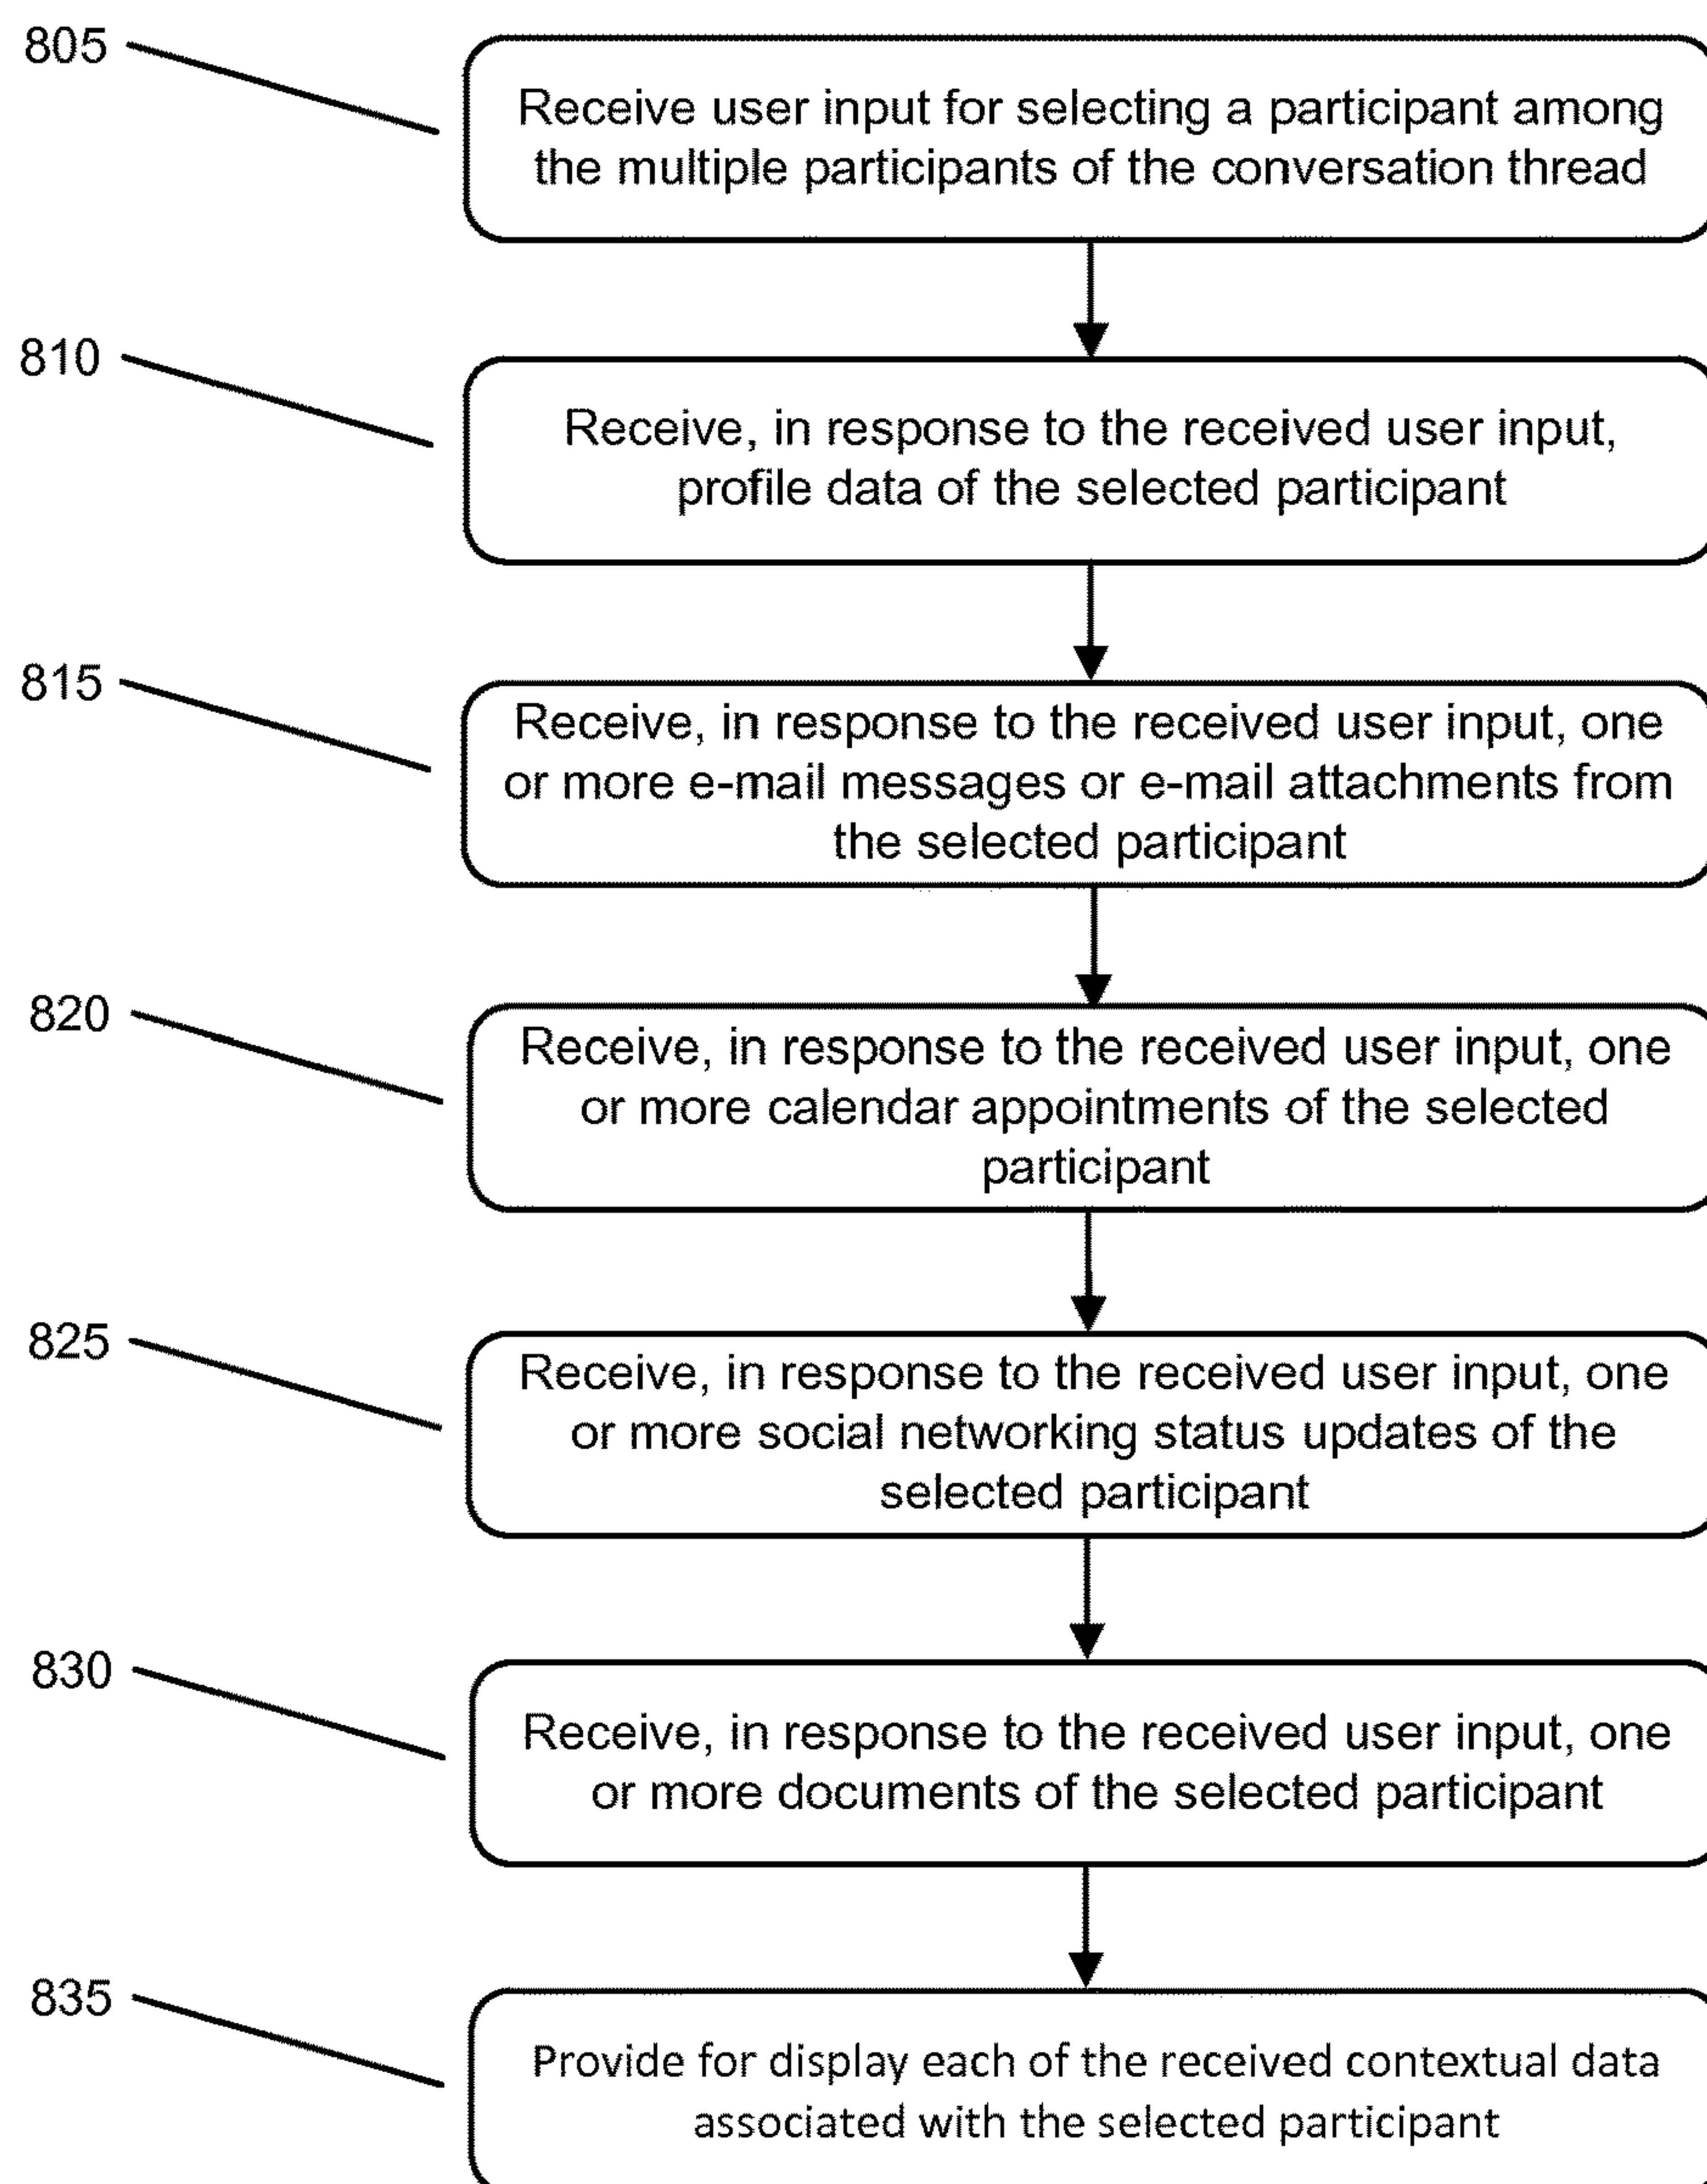 805
Receive user input for selecting a participant among
the multiple participants of the conversation thread
810
Receive, in response to the received user input,
profile data of the selected participant
815
Receive, in response to the received user input, one
or more e-mail messages or e-mail attachments from
the selected participant
820
Receive, in response to the received user input, one
or more calendar appointments of the selected
participant
825
Receive, in response to the received user input, one
or more social networking status updates of the
selected participant
830
Receive, in response to the received user input, one
or more documents of the selected participant
835
Provide for display each of the received contextual data
associated with the selected participant